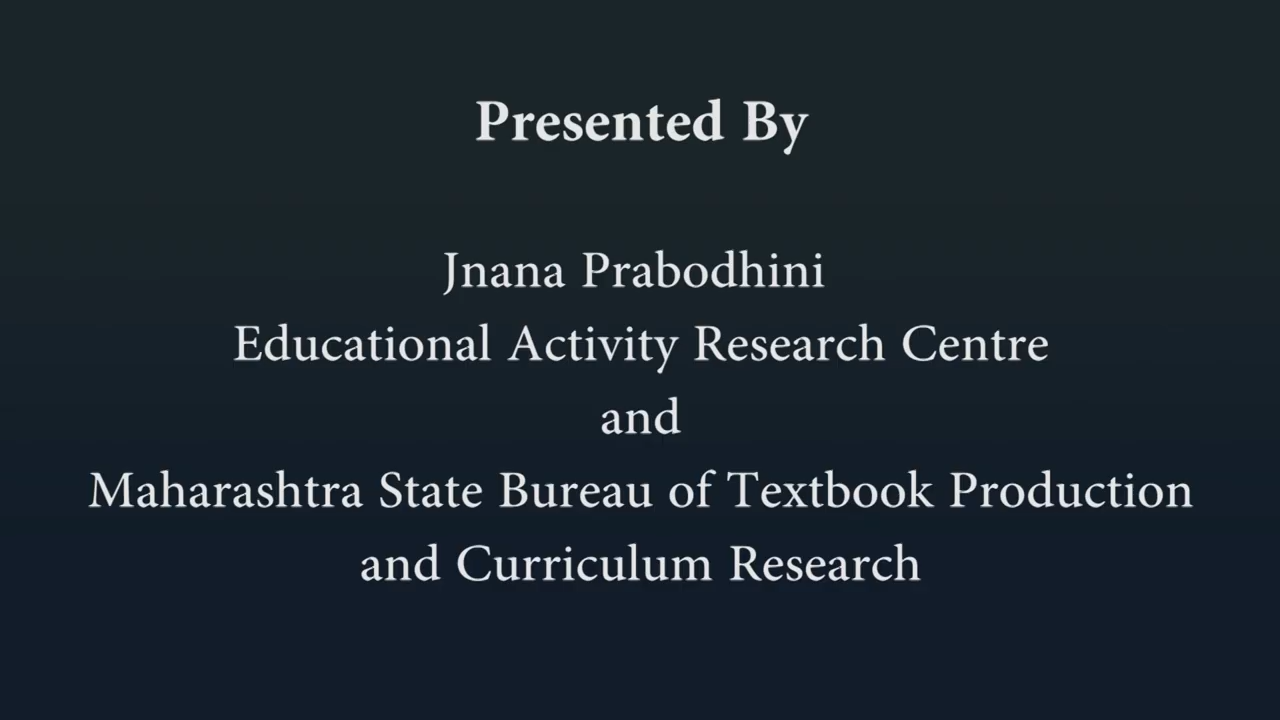 Presented By
Jnana Prabodhini
Educational Activity Research Centre
and
Maharashtra State Bureau of Textbook Production
and Curriculum Research